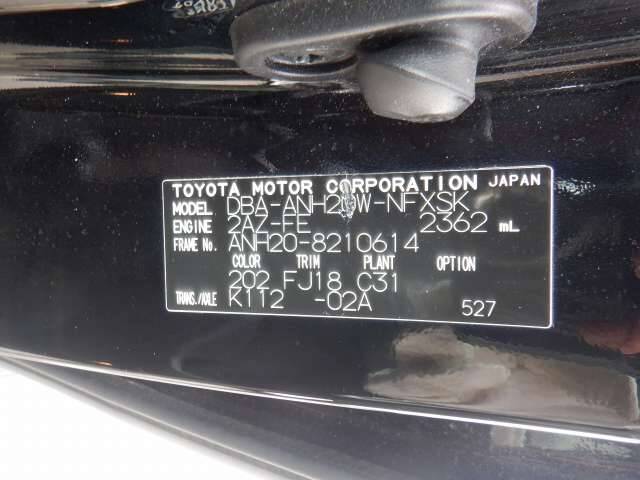 TOYOTA MOTOR CORPORATION JAPAN
MODEL DBA-ANH20W-NFXSK
ENGINE 2AZ-FE 2362 mL
FRAME No. ANH20-8210614
COLOR TRIM PLANT OPTION
202 FJ18 C31
TRANS./AXLE K112 -02A 527